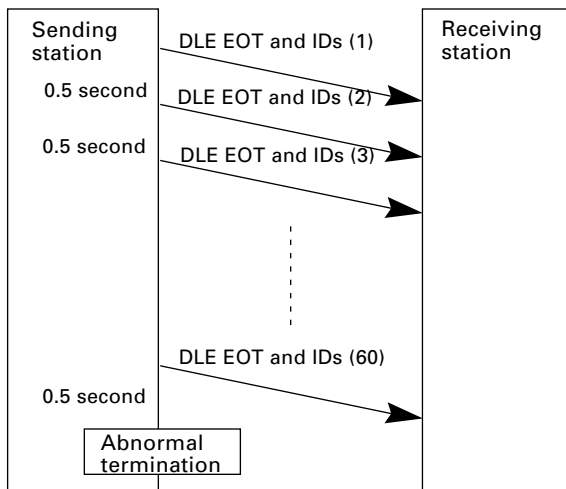 Sending
station
Receiving
station
DLE EOT and IDs (1)
0.5 second
DLE EOT and IDs (2)
0.5 second
DLE EOT and IDs (3)
DLE EOT and IDs (60)
0.5 second
Abnormal
termination